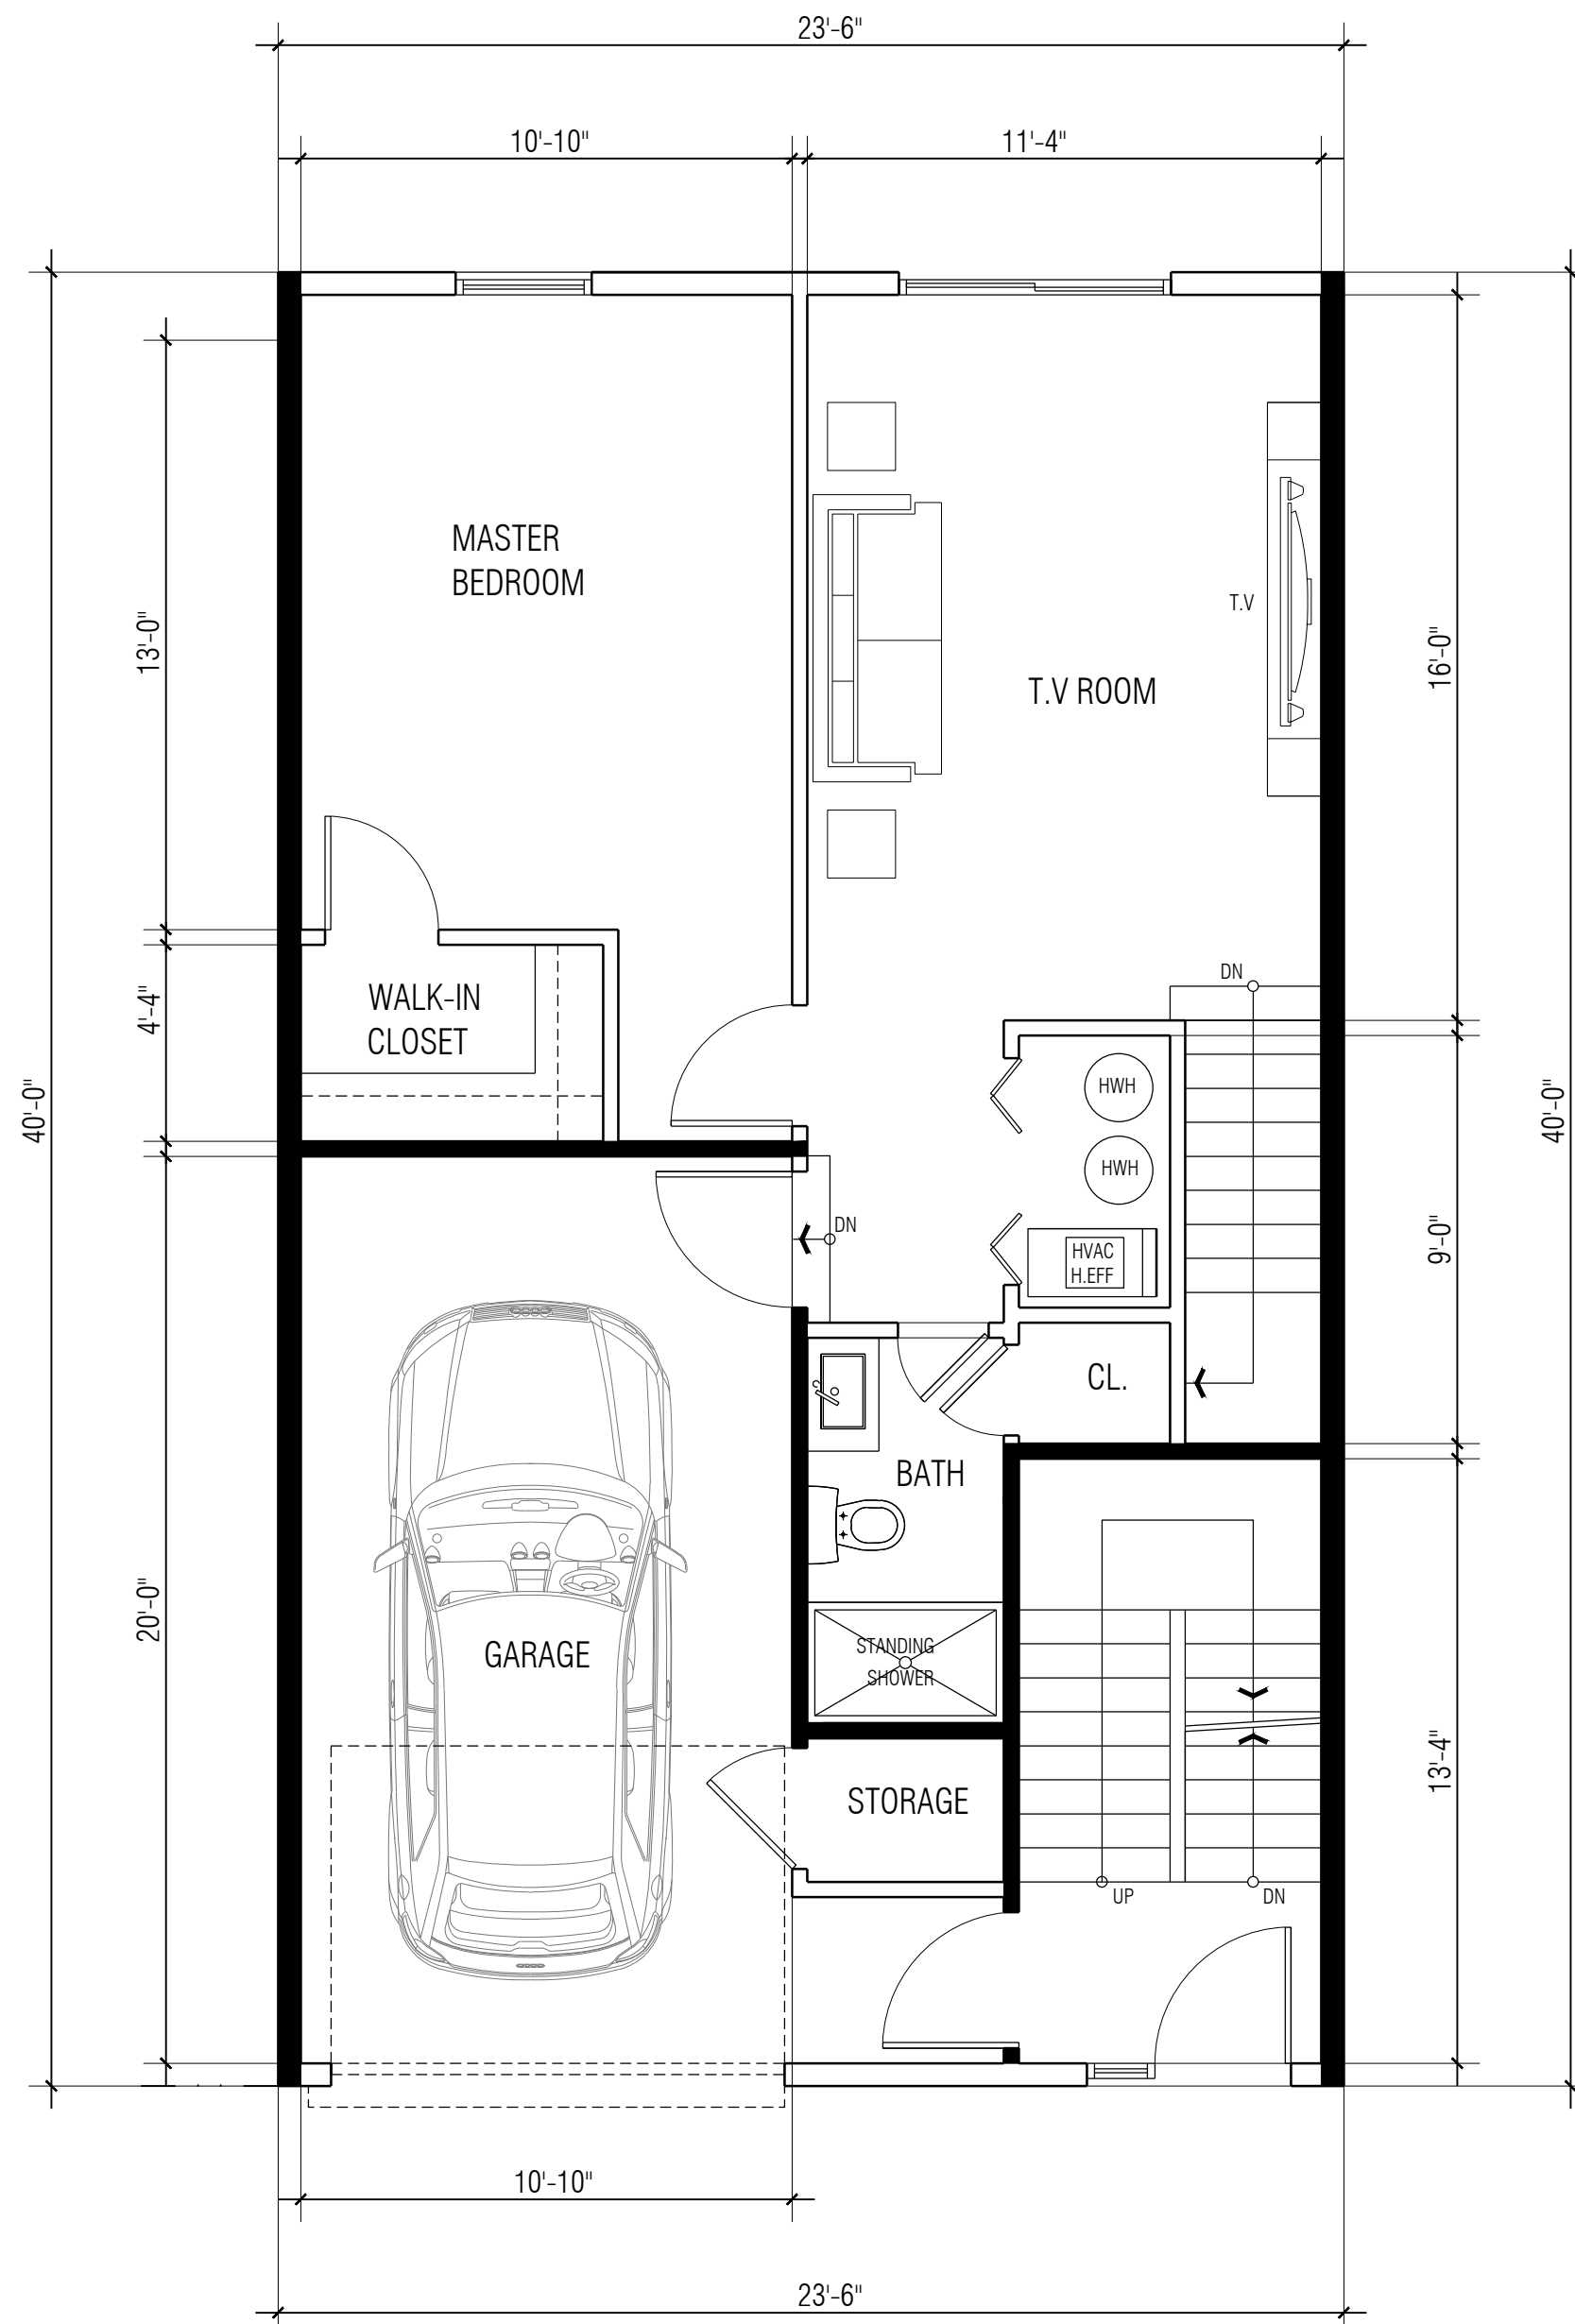 23'-6"
10'-10"
11'-4"
MASTER
BEDROOM
T.V
13'-0"
16'-0"
T.V ROOM
DN
WALK-IN
CLOSET
4'-4"
HWH
40'-0"
40'-0"
HWH
DN
9'-0"
HVAC
H.EFF
CL.
BATH
20'-0"
GARAGE
STANDING
SHOWER
13'-4"
STORAGE
UP
DN
10'-10"
23'-6"